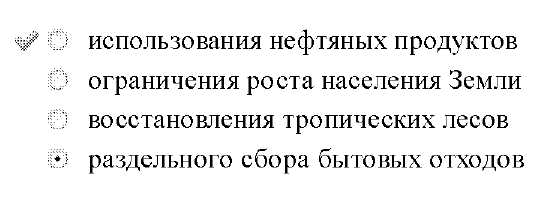 использования нефтяных продуктов
ограничения роста населения Земли
восстановления тропических лесов
раздельного сбора бытовых отходов